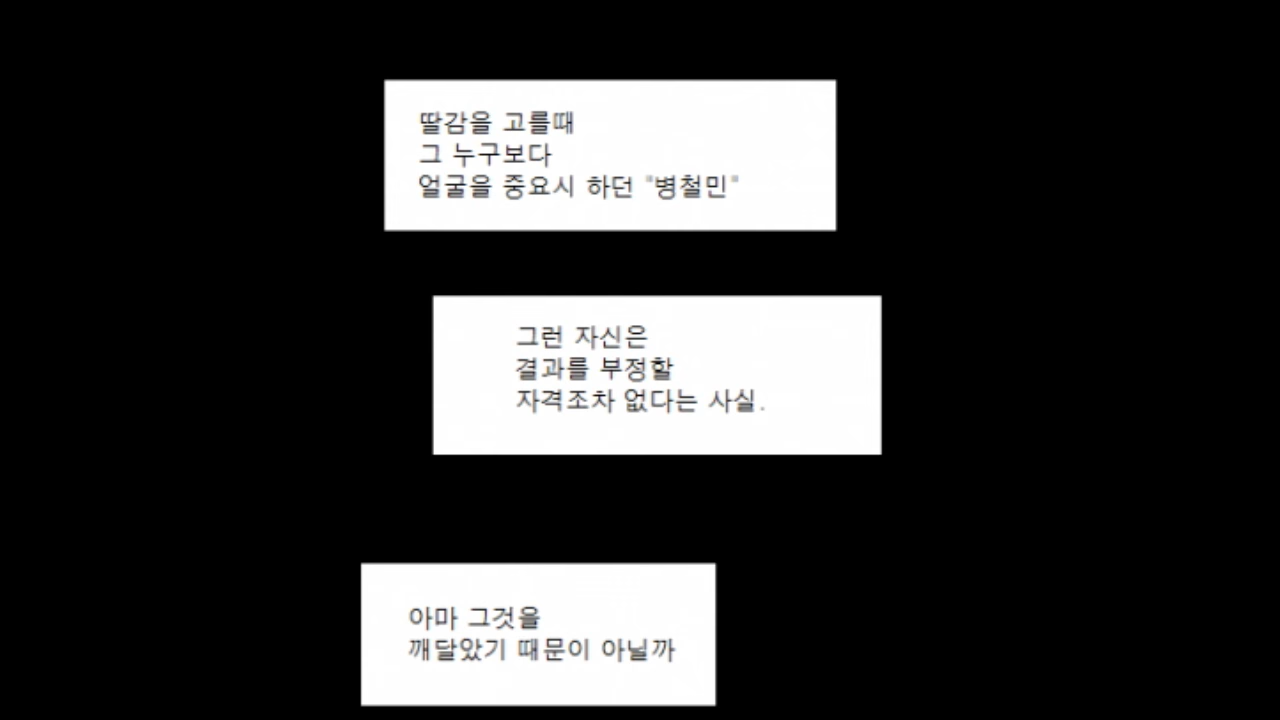 딸감을 고를때
그 누구보다
얼굴을 중요시 하던 "병철민"
그런 자신은
결과를 부정할
자격조차 없다는 사실.
아마 그것을
깨달았기 때문이 아닐까